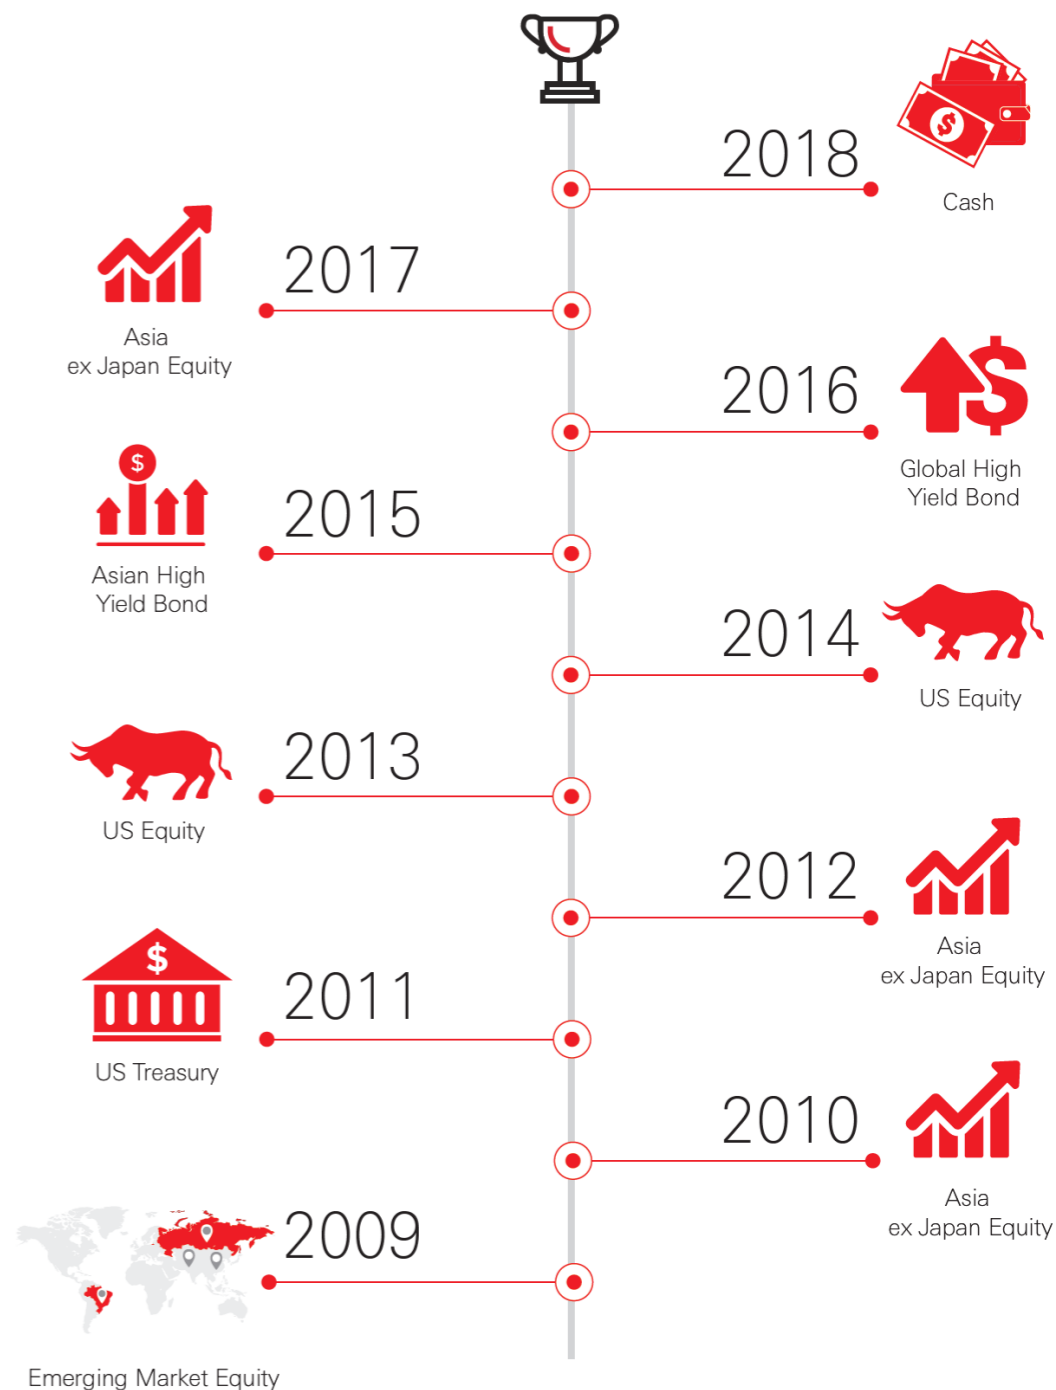 2018
Cash
2017
Asia
ex Japan Equity
2016
$
Global High
Yield Bond
$
2015
Asian High
Yield Bond
2014
US Equity
2013
US Equity
2012
Asia
ex Japan Equity
$
2011
US Treasury
2010
Asia
ex Japan Equity
2009
Emerging Market Equity